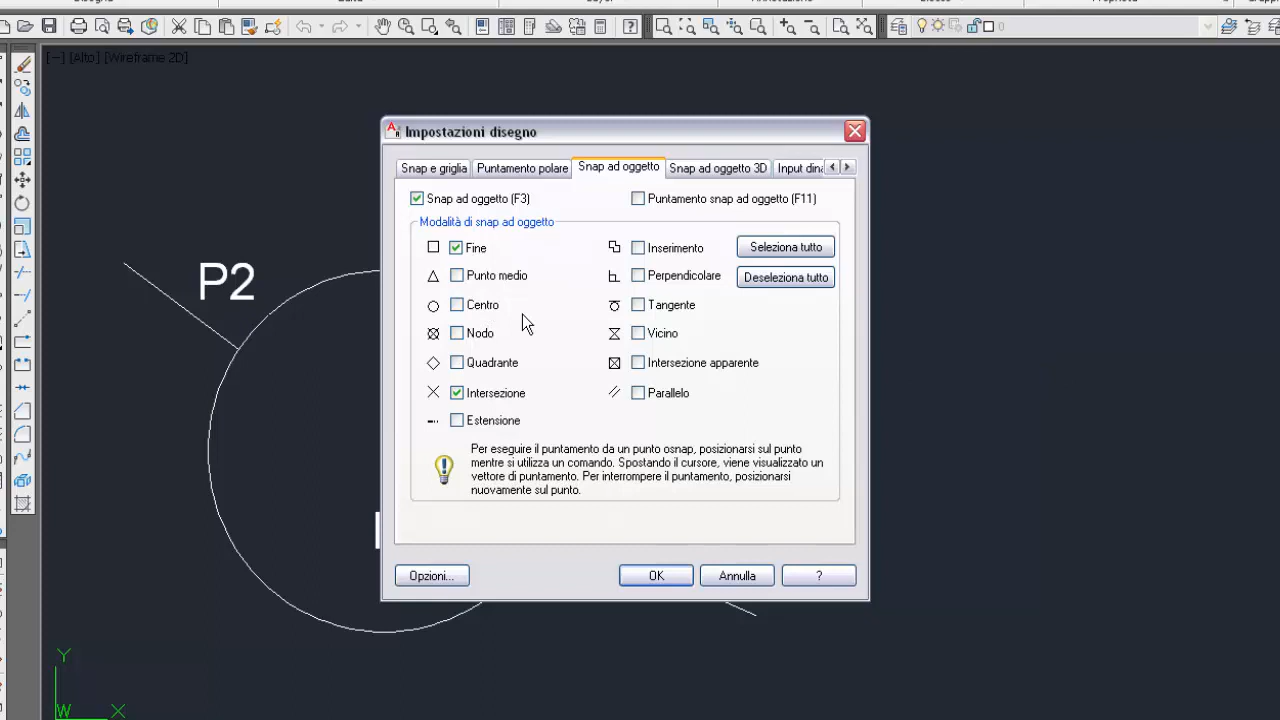 [−] [Alto] [Wireframe 2D]
0
Impostazioni disegno
Snap e griglia
Puntamento polare
Snap ad oggetto
Snap ad oggetto 3D
Input dina
Snap ad oggetto (F3)
Puntamento snap ad oggetto (F11)
Modalità di snap ad oggetto
Fine
Inserimento
Seleziona tutto
Punto medio
Perpendicolare
Deseleziona tutto
Centro
Tangente
Nodo
Vicino
Quadrante
Intersezione apparente
Intersezione
Parallelo
Estensione
Per eseguire il puntamento da un punto osnap, posizionarsi sul punto
mentre si utilizza un comando. Spostando il cursore, viene visualizzato un
vettore di puntamento. Per interrompere il puntamento, posizionarsi
nuovamente sul punto.
Opzioni...
OK
Annulla
?
P2
Y
W
X